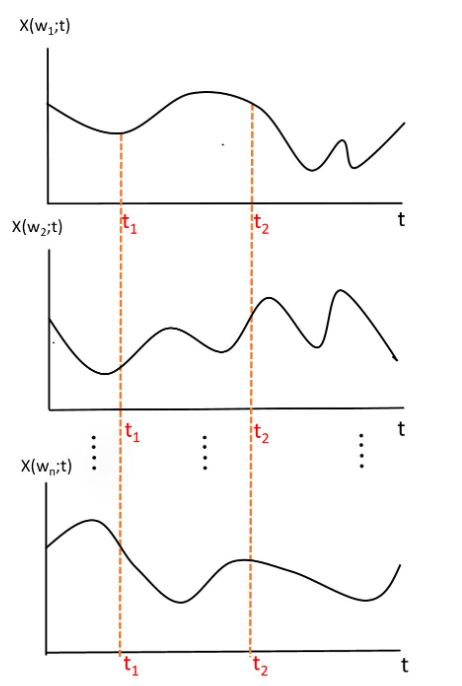 X(w₁;t)
t₁ t₂ t
X(w₂;t)
t₁ t₂ t
X(wₙ;t)
t₁ t₂ t